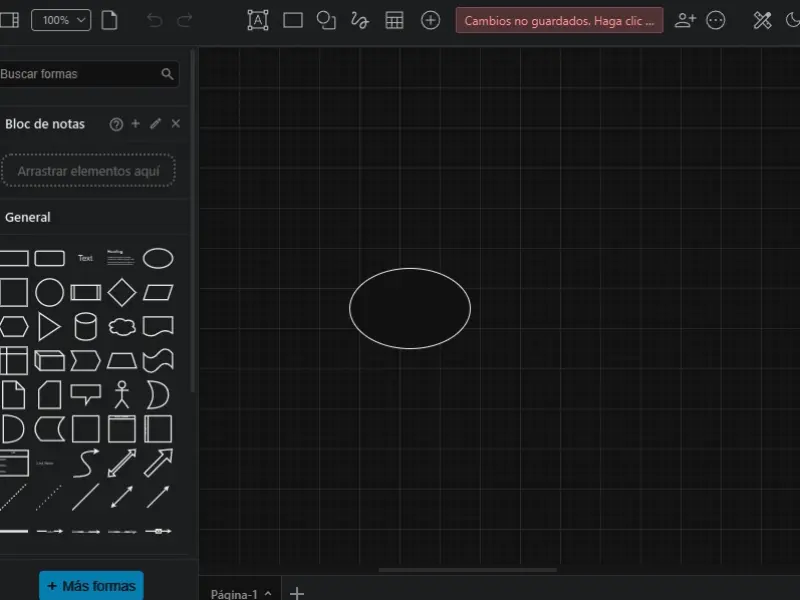 100%
Cambios no guardados. Haga clic ...
Buscar formas
Bloc de notas
Arrastrar elementos aquí
General
Text
Heading
+ Más formas
Página-1